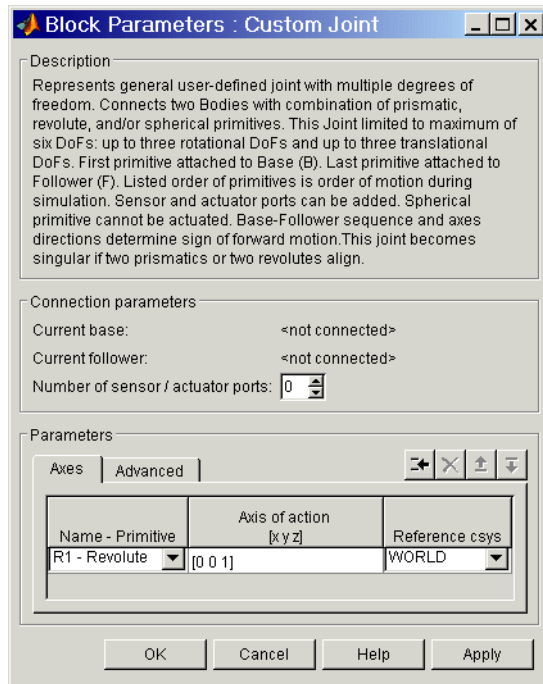 Block Parameters : Custom Joint
Description
Represents general user-defined joint with multiple degrees of
freedom. Connects two Bodies with combination of prismatic,
revolute, and/or spherical primitives. This Joint limited to maximum of
six DoFs: up to three rotational DoFs and up to three translational
DoFs. First primitive attached to Base (B). Last primitive attached to
Follower (F). Listed order of primitives is order of motion during
simulation. Sensor and actuator ports can be added. Spherical
primitive cannot be actuated. Base-Follower sequence and axes
directions determine sign of forward motion.This joint becomes
singular if two prismatics or two revolutes align.
Connection parameters
Current base: <not connected>
Current follower: <not connected>
Number of sensor / actuator ports: 0
Parameters
Axes Advanced
Name - Primitive Axis of action [x y z] Reference csys
R1 - Revolute [0 0 1] WORLD
OK Cancel Help Apply